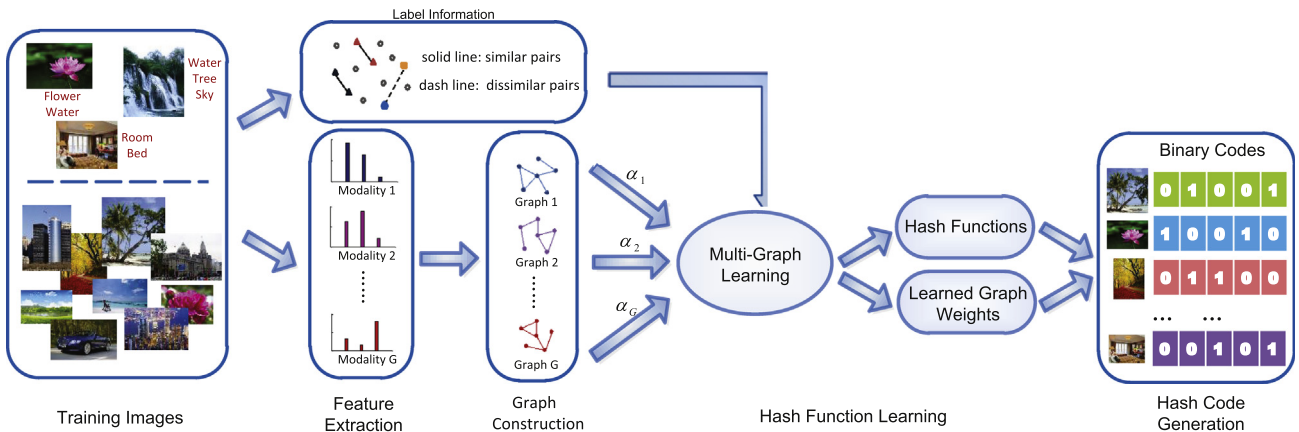 Label Information
Flower
Water
Water
Tree
Sky
Room
Bed
solid line: similar pairs
dash line: dissimilar pairs
Modality 1
Modality 2
Modality G
Graph 1
Graph 2
Graph G
α1
α2
αG
Multi-Graph
Learning
Hash Functions
Learned Graph
Weights
Binary Codes
0 1 0 0 1
1 0 0 1 0
0 1 1 0 0
... ...
0 0 1 0 1
Training Images
Feature
Extraction
Graph
Construction
Hash Function Learning
Hash Code
Generation